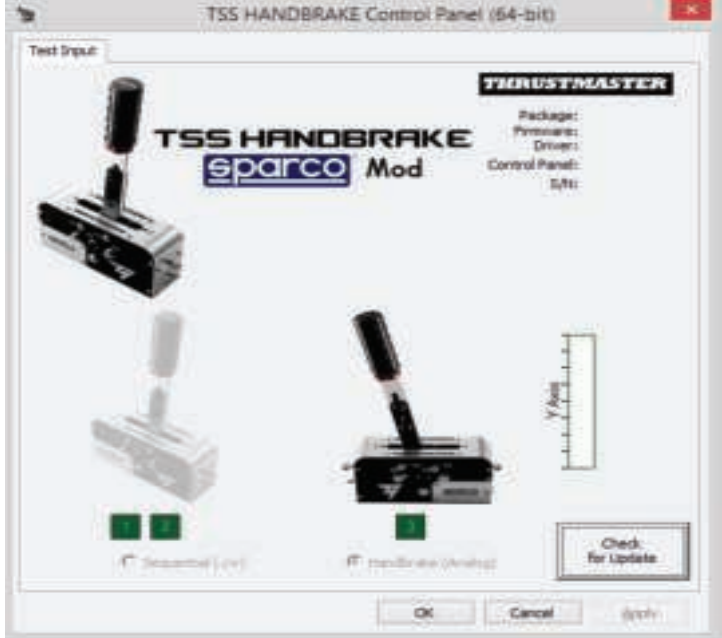 TSS HANDBRAKE Control Panel (64-bit)
Test Input
THRUSTMASTER
TSS HANDBRAKE
sparco Mod
Package:
Firmware:
Driver:
Control Panel:
S/N:
Y Axis
1 2
3
Sequential (-/+)
Handbrake (Analog)
Check
for Update
OK Cancel Apply